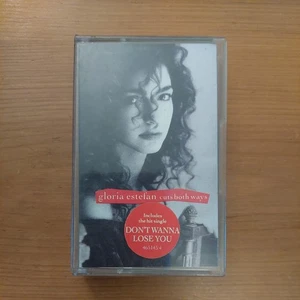 gloria estefan cuts both ways
Includes
the hit single
DON'T WANNA
LOSE YOU